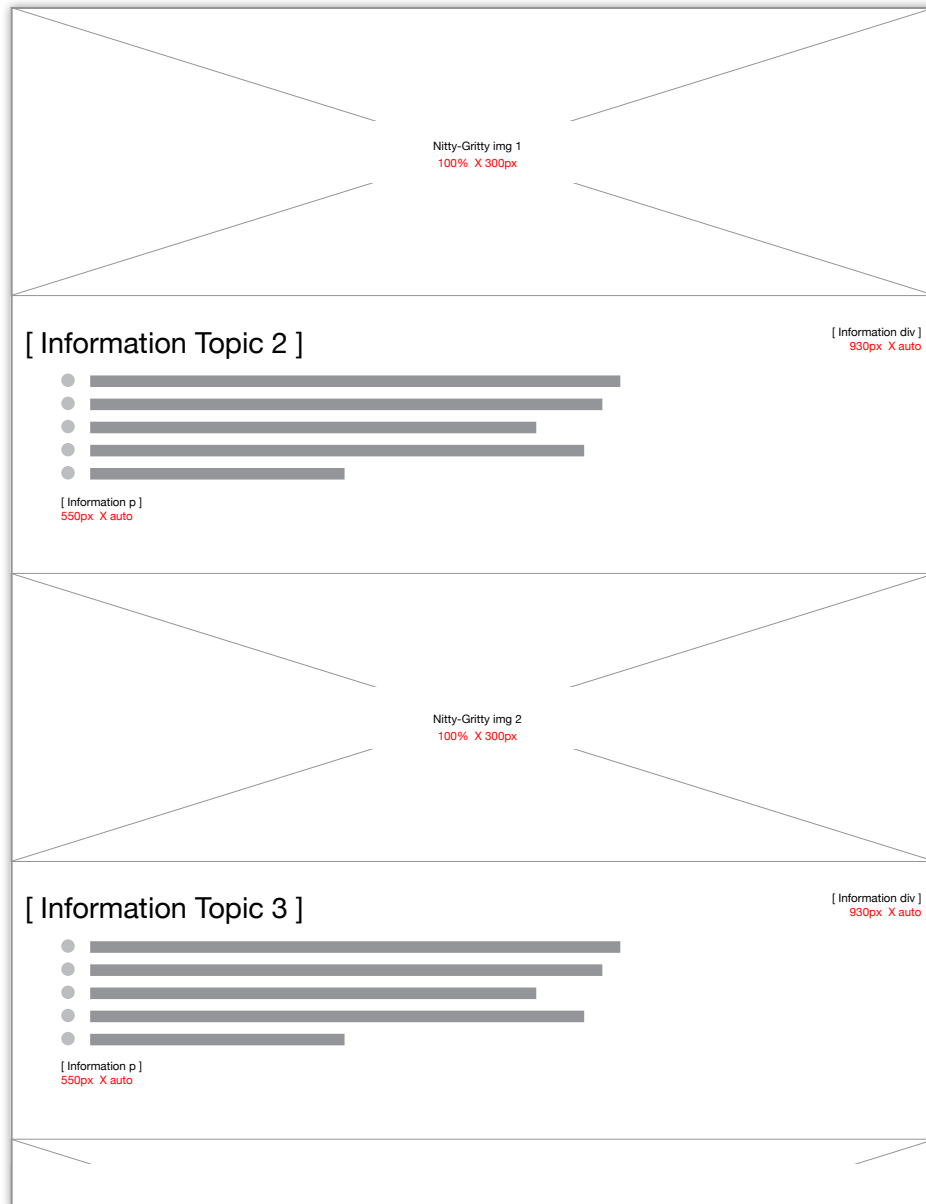 Nitty-Gritty img 1
100% X 300px
[ Information Topic 2 ]
[ Information div ]
930px X auto
[ Information p ]
550px X auto
Nitty-Gritty img 2
100% X 300px
[ Information Topic 3 ]
[ Information div ]
930px X auto
[ Information p ]
550px X auto